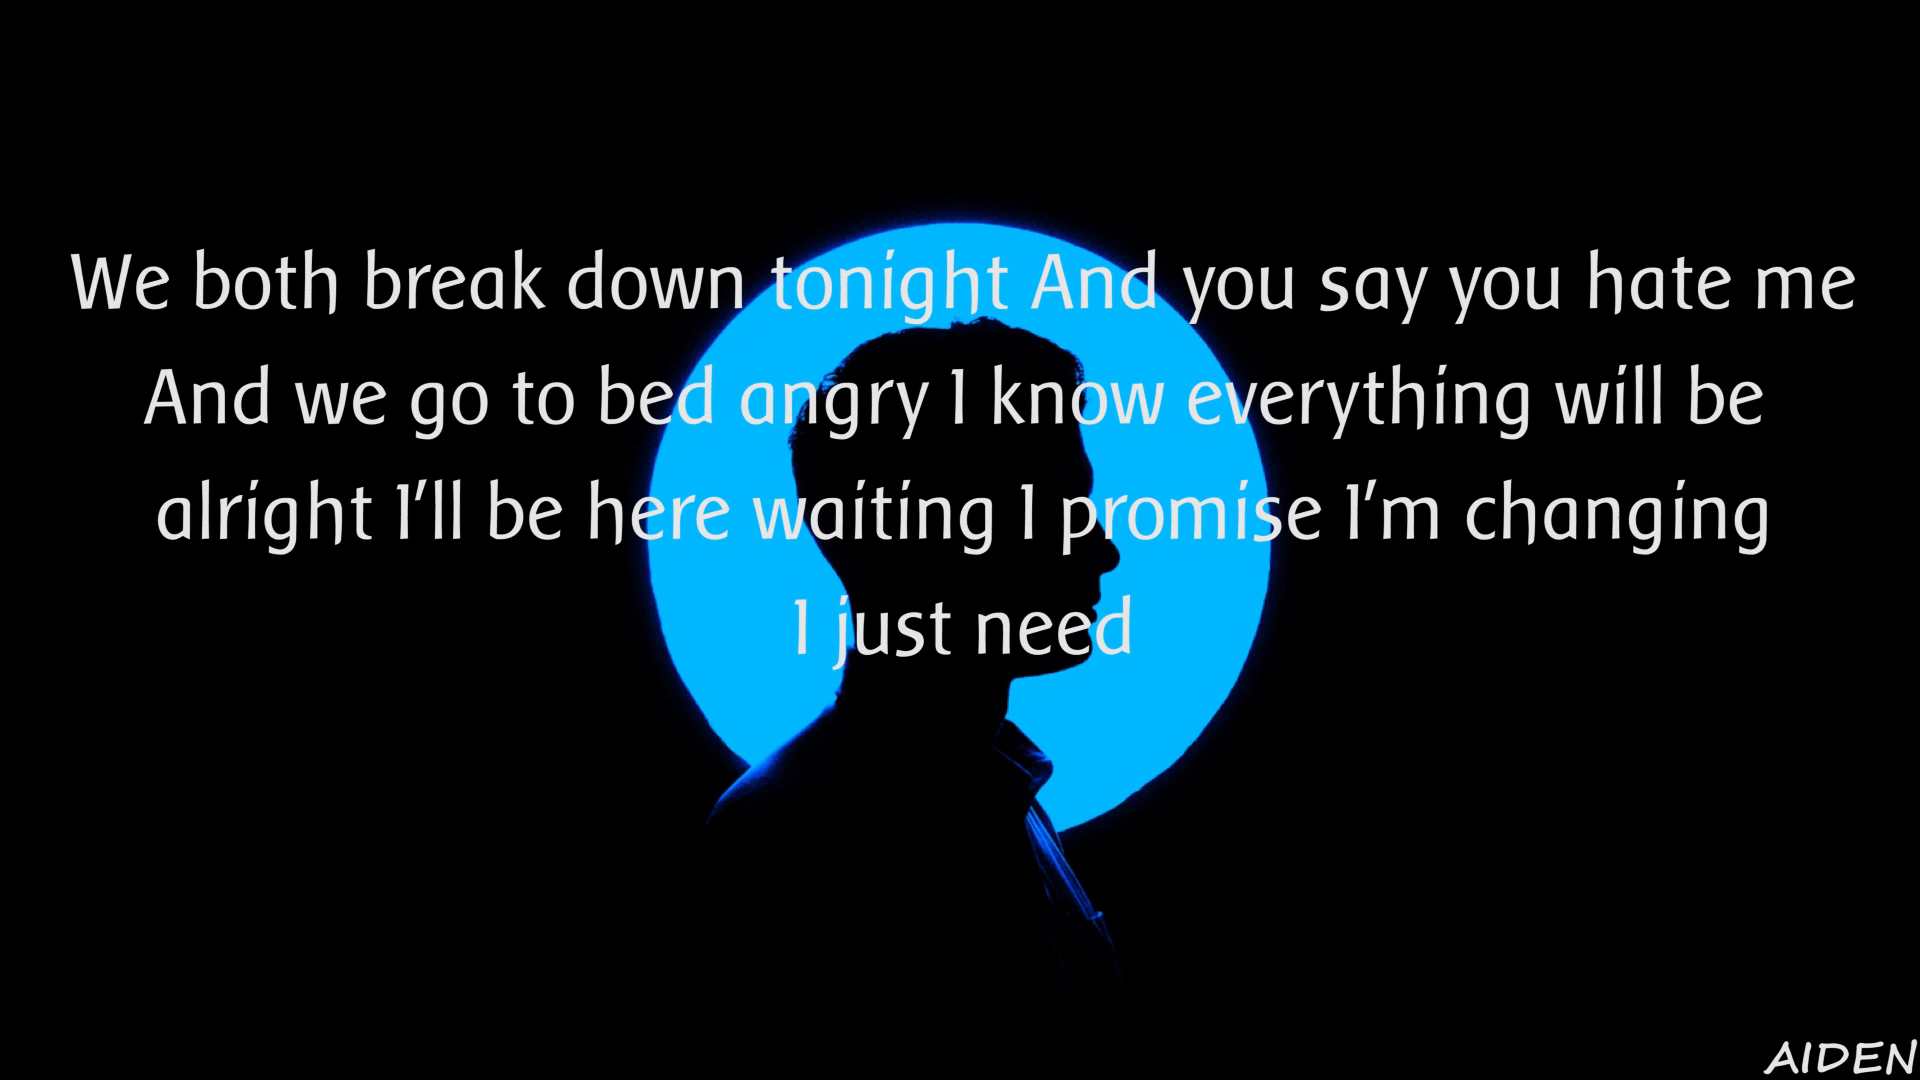 We both break down tonight And you say you hate me
And we go to bed angry I know everything will be
alright I’ll be here waiting I promise I’m changing
I just need
AIDEN